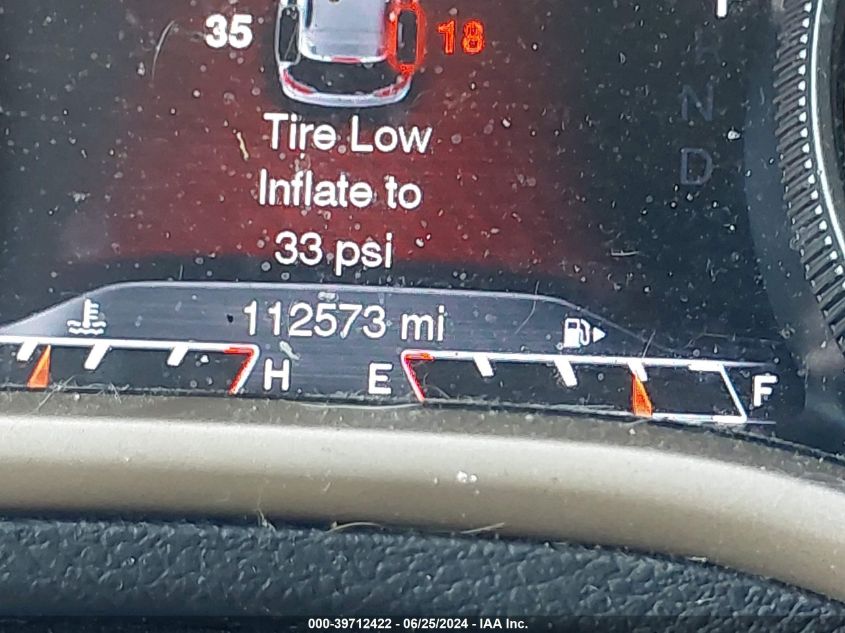 35 18
R
N
D
Tire Low
Inflate to
33 psi
112573 mi
H E F
000-39712422 - 06/25/2024 - IAA Inc.